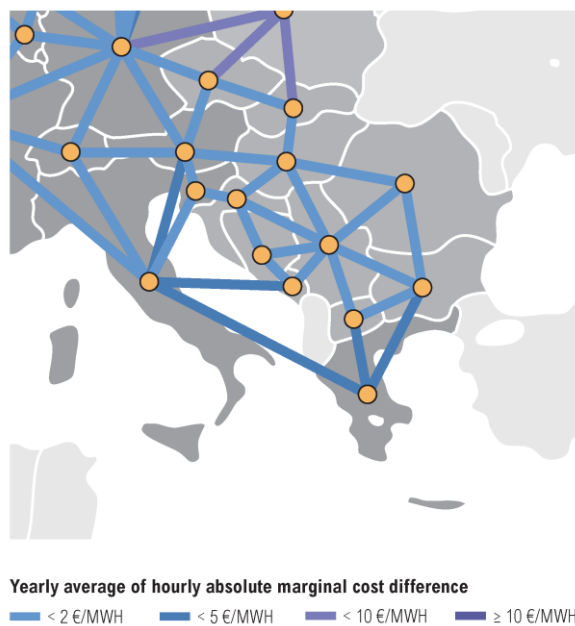 Yearly average of hourly absolute marginal cost difference
< 2 €/MWH < 5 €/MWH < 10 €/MWH ≥ 10 €/MWH